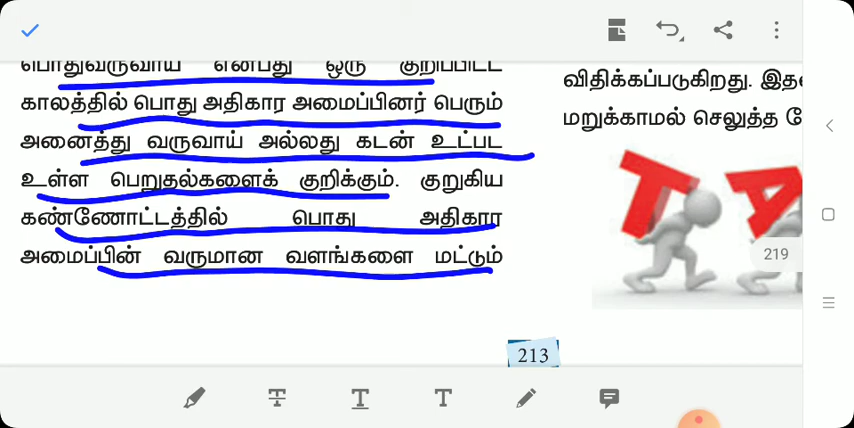 பொதுவருவாய் என்பது ஒரு குறிப்பிட்ட
காலத்தில் பொது அதிகார அமைப்பினர் பெரும்
அனைத்து வருவாய் அல்லது கடன் உட்பட
உள்ள பெறுதல்களைக் குறிக்கும். குறுகிய
கண்ணோட்டத்தில் பொது அதிகார
அமைப்பின் வருமான வளங்களை மட்டும்
213
விதிக்கப்படுகிறது.
மறுக்காமல் செலுத்த
T A
219